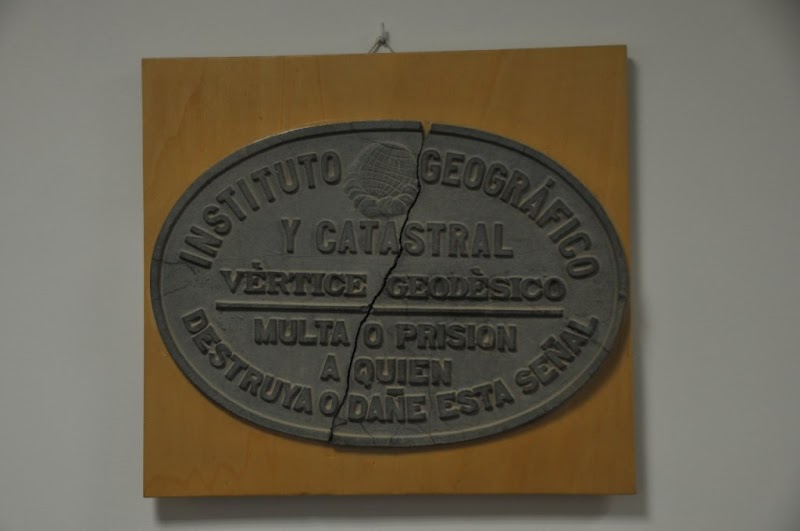 INSTITUTO GEOGRÁFICO
Y CATASTRAL
VÈRTICE GEODÈSICO
MULTA O PRISION
A QUIEN
DESTRUYA O DAÑE ESTA SEÑAL